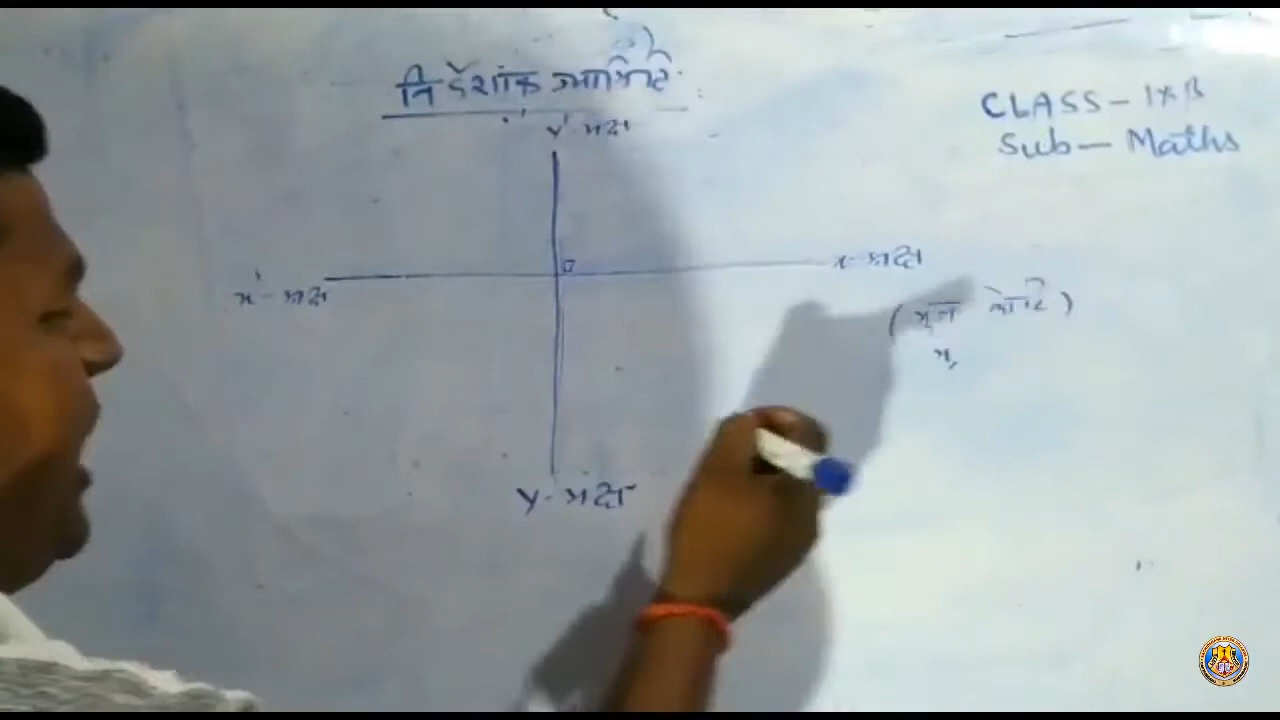 निर्देशांक ज्यामिति
CLASS - IX B
Sub - Maths
y' - अक्ष
x - अक्ष
x' - अक्ष
(भुज कोटि)
y - अक्ष